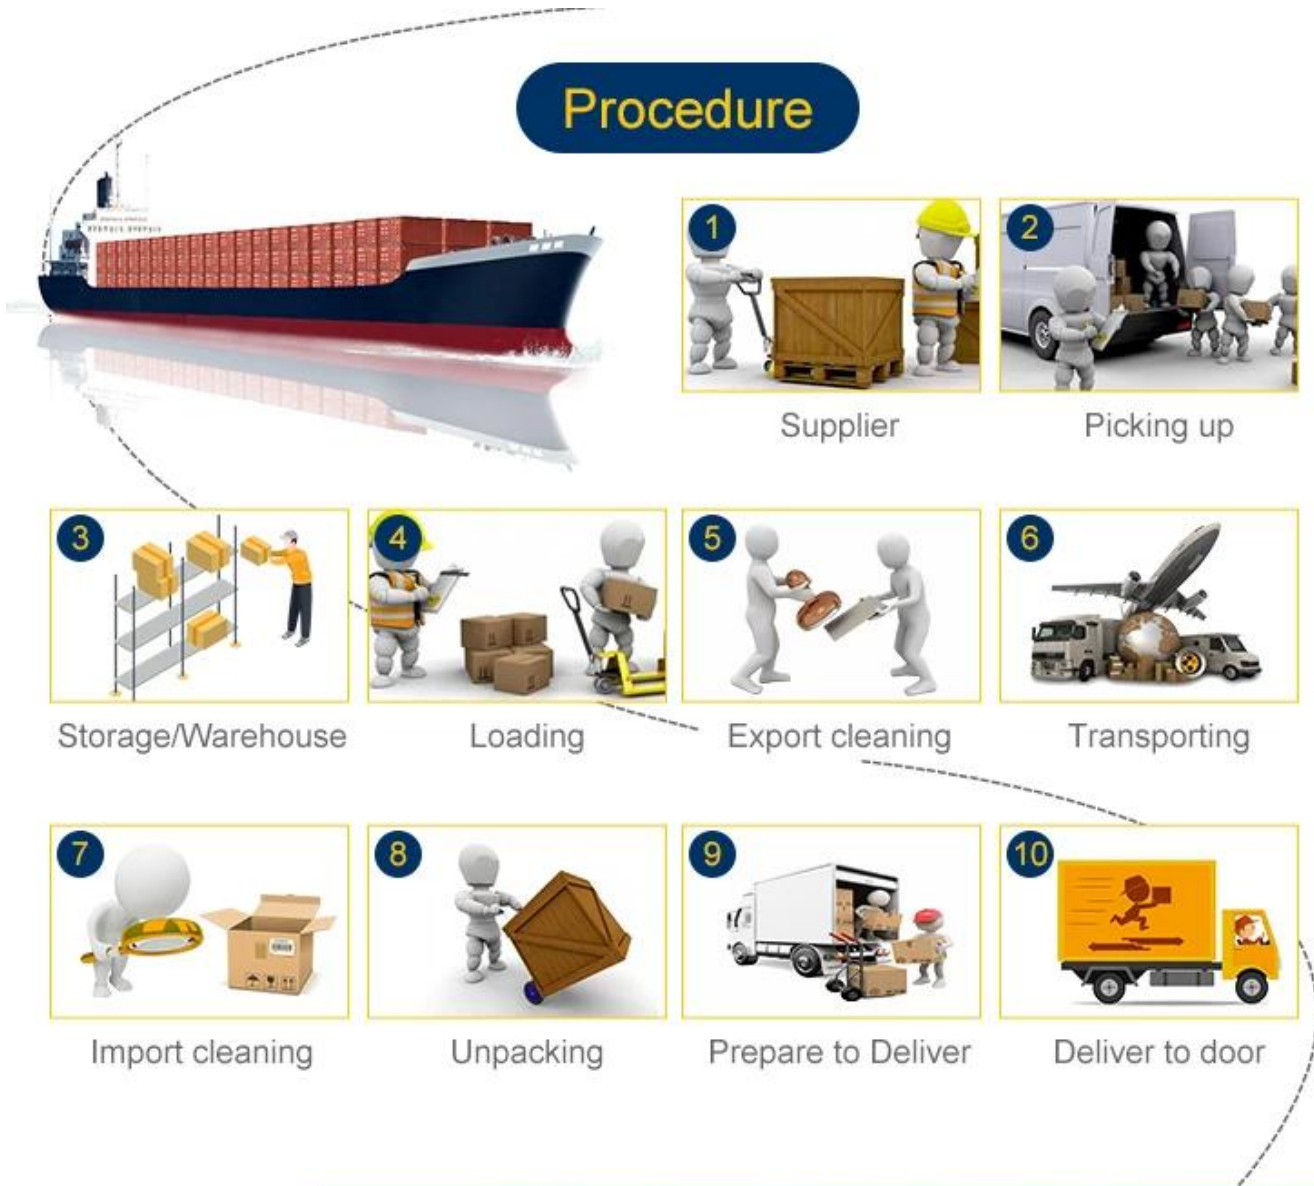 Procedure
1
2
Supplier
Picking up
3
4
5
6
Storage/Warehouse
Loading
Export cleaning
Transporting
7
8
9
10
Import cleaning
Unpacking
Prepare to Deliver
Deliver to door